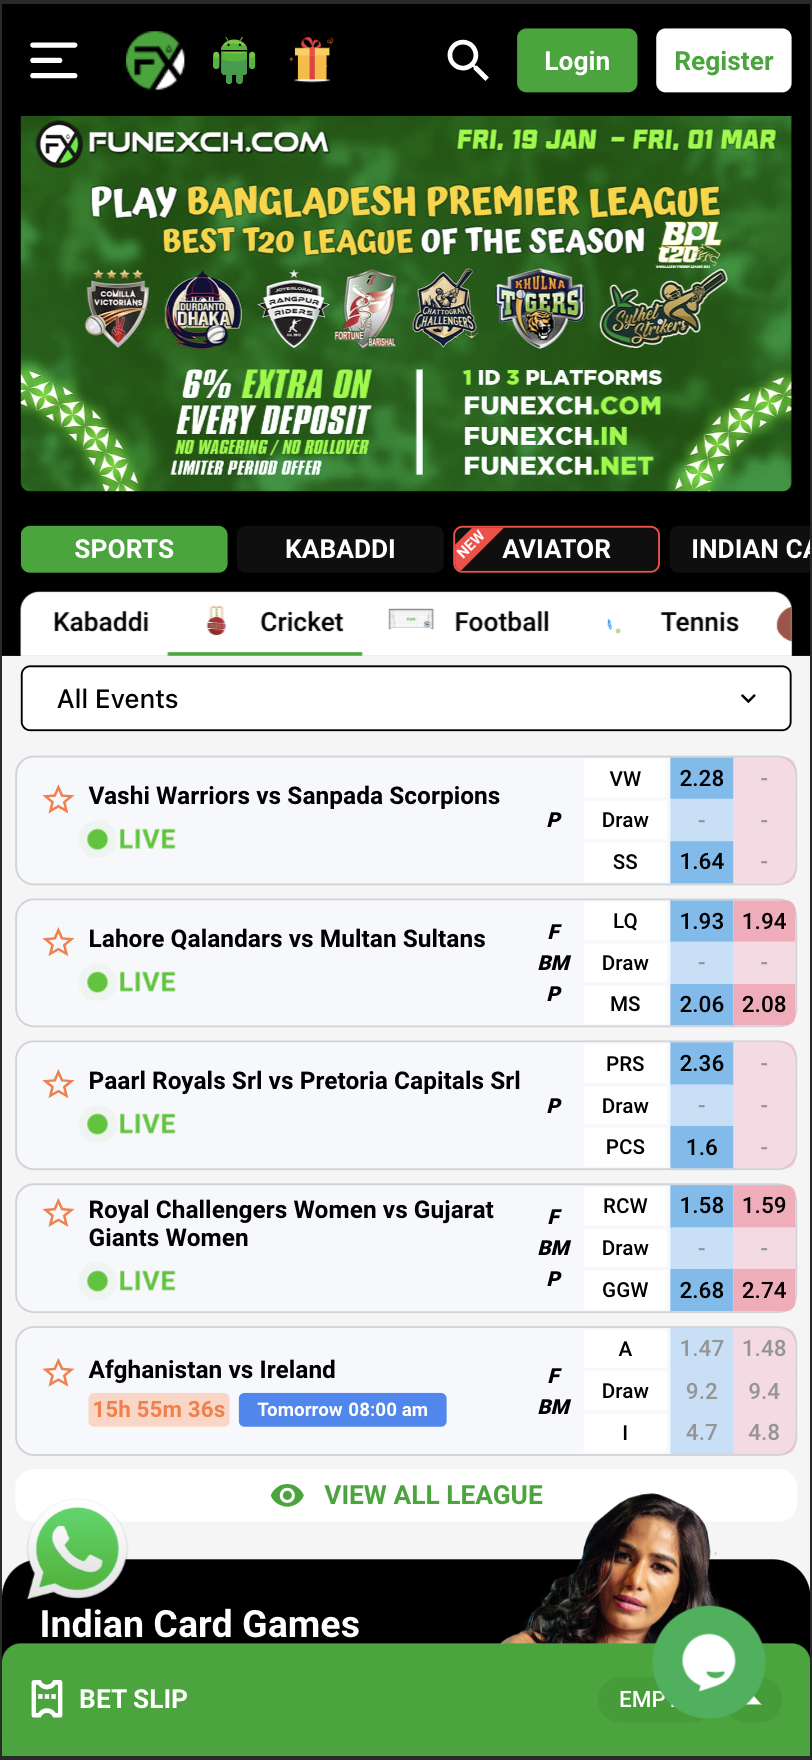 FX
Login
Register
FX FUNEXCH.COM
FRI, 19 JAN – FRI, 01 MAR
PLAY BANGLADESH PREMIER LEAGUE
BEST T20 LEAGUE OF THE SEASON
BPL
t20
COMILLA
VICTORIANS
DURDANTO
DHAKA
RANGPUR
RIDERS
FORTUNE BARISHAL
CHATTOGRAM
CHALLENGERS
KHULNA
TIGERS
Sylhet
Strikers
6% EXTRA ON
EVERY DEPOSIT
NO WAGERING / NO ROLLOVER
LIMITER PERIOD OFFER
1 ID 3 PLATFORMS
FUNEXCH.COM
FUNEXCH.IN
FUNEXCH.NET
SPORTS
KABADDI
NEW
AVIATOR
INDIAN CA
Kabaddi
Cricket
Football
Tennis
All Events
Vashi Warriors vs Sanpada Scorpions
LIVE
P
VW 2.28 -
Draw - -
SS 1.64 -
Lahore Qalandars vs Multan Sultans
LIVE
F
BM
P
LQ 1.93 1.94
Draw - -
MS 2.06 2.08
Paarl Royals Srl vs Pretoria Capitals Srl
LIVE
P
PRS 2.36 -
Draw - -
PCS 1.6 -
Royal Challengers Women vs Gujarat
Giants Women
LIVE
F
BM
P
RCW 1.58 1.59
Draw - -
GGW 2.68 2.74
Afghanistan vs Ireland
15h 55m 36s
Tomorrow 08:00 am
F
BM
A 1.47 1.48
Draw 9.2 9.4
I 4.7 4.8
VIEW ALL LEAGUE
Indian Card Games
BET SLIP
EMP